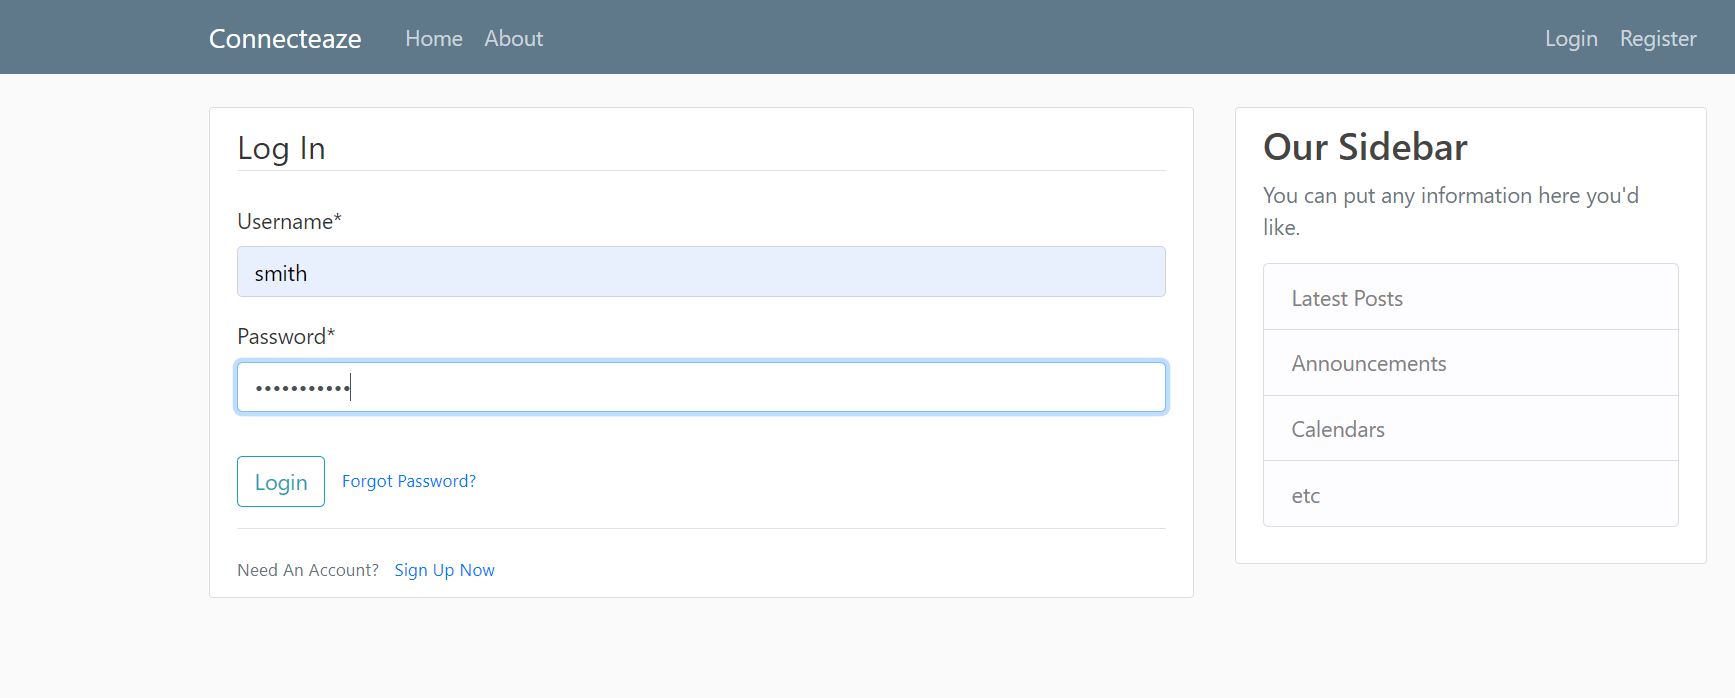 Connecteaze Home About Login Register
Log In
Username*
smith
Password*
•••••••••••
Login Forgot Password?
Need An Account? Sign Up Now
Our Sidebar
You can put any information here you'd
like.
Latest Posts
Announcements
Calendars
etc